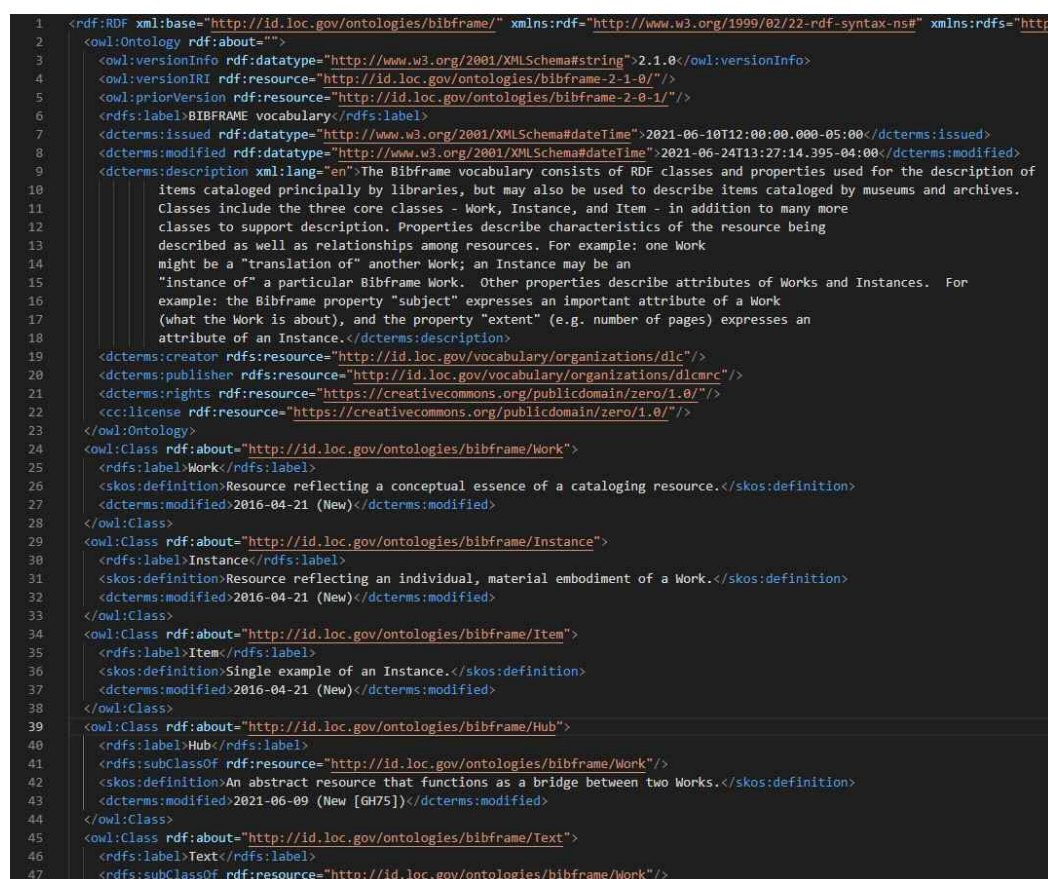 1 <rdf:RDF xml:base="http://id.loc.gov/ontologies/bibframe/" xmlns:rdf="http://www.w3.org/1999/02/22-rdf-syntax-ns#" xmlns:rdfs="http
2 <owl:Ontology rdf:about="">
3 <owl:versionInfo rdf:datatype="http://www.w3.org/2001/XMLSchema#string">2.1.0</owl:versionInfo>
4 <owl:versionIRI rdf:resource="http://id.loc.gov/ontologies/bibframe-2-1-0/"/>
5 <owl:priorVersion rdf:resource="http://id.loc.gov/ontologies/bibframe-2-0-1/"/>
6 <rdfs:label>BIBFRAME vocabulary</rdfs:label>
7 <dcterms:issued rdf:datatype="http://www.w3.org/2001/XMLSchema#dateTime">2021-06-10T12:00:00.000-05:00</dcterms:issued>
8 <dcterms:modified rdf:datatype="http://www.w3.org/2001/XMLSchema#dateTime">2021-06-24T13:27:14.395-04:00</dcterms:modified>
9 <dcterms:description xml:lang="en">The Bibframe vocabulary consists of RDF classes and properties used for the description of
10 items cataloged principally by libraries, but may also be used to describe items cataloged by museums and archives.
11 Classes include the three core classes - Work, Instance, and Item - in addition to many more
12 classes to support description. Properties describe characteristics of the resource being
13 described as well as relationships among resources. For example: one Work
14 might be a "translation of" another Work; an Instance may be an
15 "instance of" a particular Bibframe Work.  Other properties describe attributes of Works and Instances.  For
16 example: the Bibframe property "subject" expresses an important attribute of a Work
17 (what the Work is about), and the property "extent" (e.g. number of pages) expresses an
18 attribute of an Instance.</dcterms:description>
19 <dcterms:creator rdfs:resource="http://id.loc.gov/vocabulary/organizations/dlc"/>
20 <dcterms:publisher rdfs:resource="http://id.loc.gov/vocabulary/organizations/dlcmrc"/>
21 <dcterms:rights rdf:resource="https://creativecommons.org/publicdomain/zero/1.0/"/>
22 <cc:license rdf:resource="https://creativecommons.org/publicdomain/zero/1.0/"/>
23 </owl:Ontology>
24 <owl:Class rdf:about="http://id.loc.gov/ontologies/bibframe/Work">
25 <rdfs:label>Work</rdfs:label>
26 <skos:definition>Resource reflecting a conceptual essence of a cataloging resource.</skos:definition>
27 <dcterms:modified>2016-04-21 (New)</dcterms:modified>
28 </owl:Class>
29 <owl:Class rdf:about="http://id.loc.gov/ontologies/bibframe/Instance">
30 <rdfs:label>Instance</rdfs:label>
31 <skos:definition>Resource reflecting an individual, material embodiment of a Work.</skos:definition>
32 <dcterms:modified>2016-04-21 (New)</dcterms:modified>
33 </owl:Class>
34 <owl:Class rdf:about="http://id.loc.gov/ontologies/bibframe/Item">
35 <rdfs:label>Item</rdfs:label>
36 <skos:definition>Single example of an Instance.</skos:definition>
37 <dcterms:modified>2016-04-21 (New)</dcterms:modified>
38 </owl:Class>
39 <owl:Class rdf:about="http://id.loc.gov/ontologies/bibframe/Hub">
40 <rdfs:label>Hub</rdfs:label>
41 <rdfs:subClassOf rdf:resource="http://id.loc.gov/ontologies/bibframe/Work"/>
42 <skos:definition>An abstract resource that functions as a bridge between two Works.</skos:definition>
43 <dcterms:modified>2021-06-09 (New [GH75])</dcterms:modified>
44 </owl:Class>
45 <owl:Class rdf:about="http://id.loc.gov/ontologies/bibframe/Text">
46 <rdfs:label>Text</rdfs:label>
47 <rdfs:subClassOf rdf:resource="http://id.loc.gov/ontologies/bibframe/Work"/>